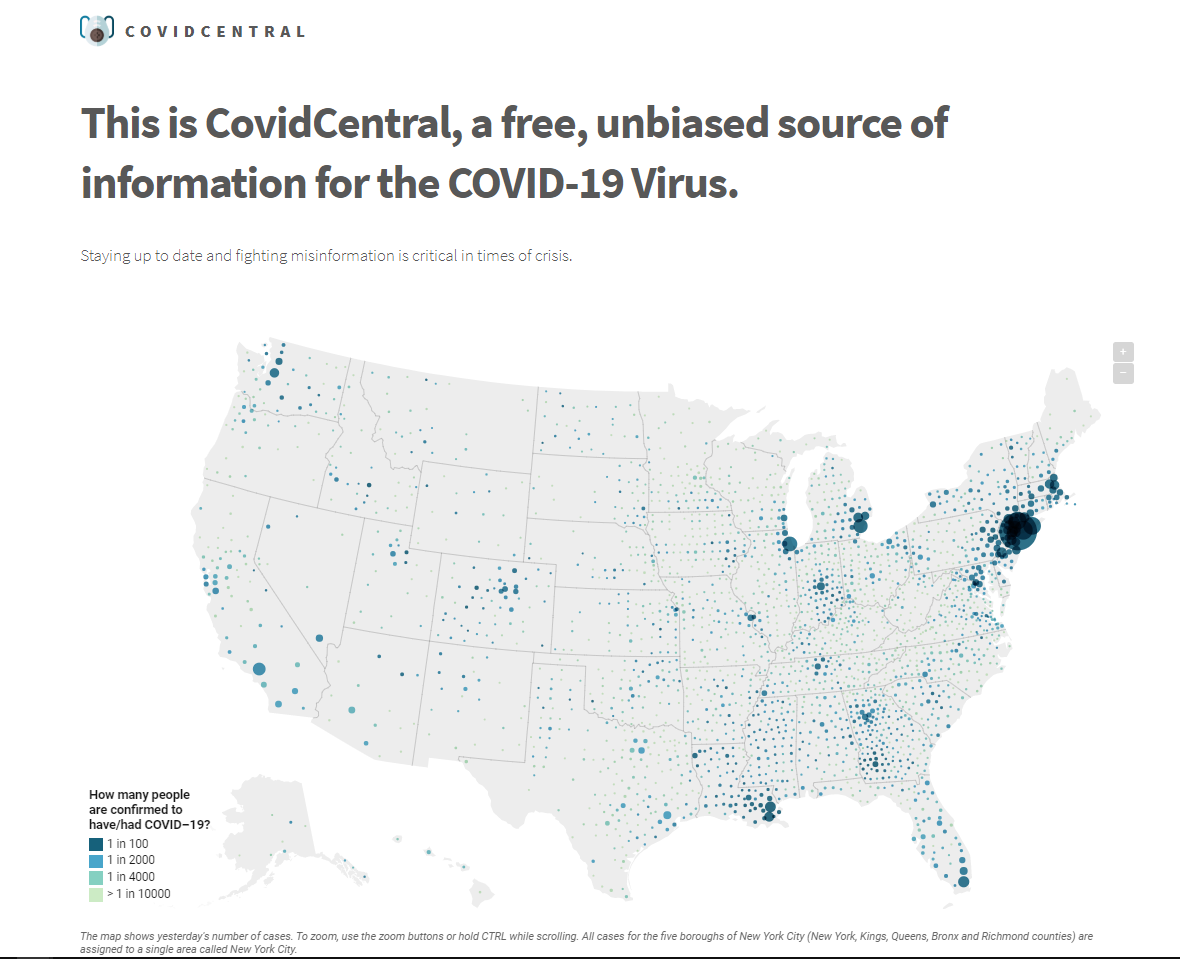 COVIDCENTRAL
This is CovidCentral, a free, unbiased source of
information for the COVID-19 Virus.
Staying up to date and fighting misinformation is critical in times of crisis.
+
−
How many people
are confirmed to
have/had COVID−19?
1 in 100
1 in 2000
1 in 4000
> 1 in 10000
The map shows yesterday's number of cases. To zoom, use the zoom buttons or hold CTRL while scrolling. All cases for the five boroughs of New York City (New York, Kings, Queens, Bronx and Richmond counties) are
assigned to a single area called New York City.